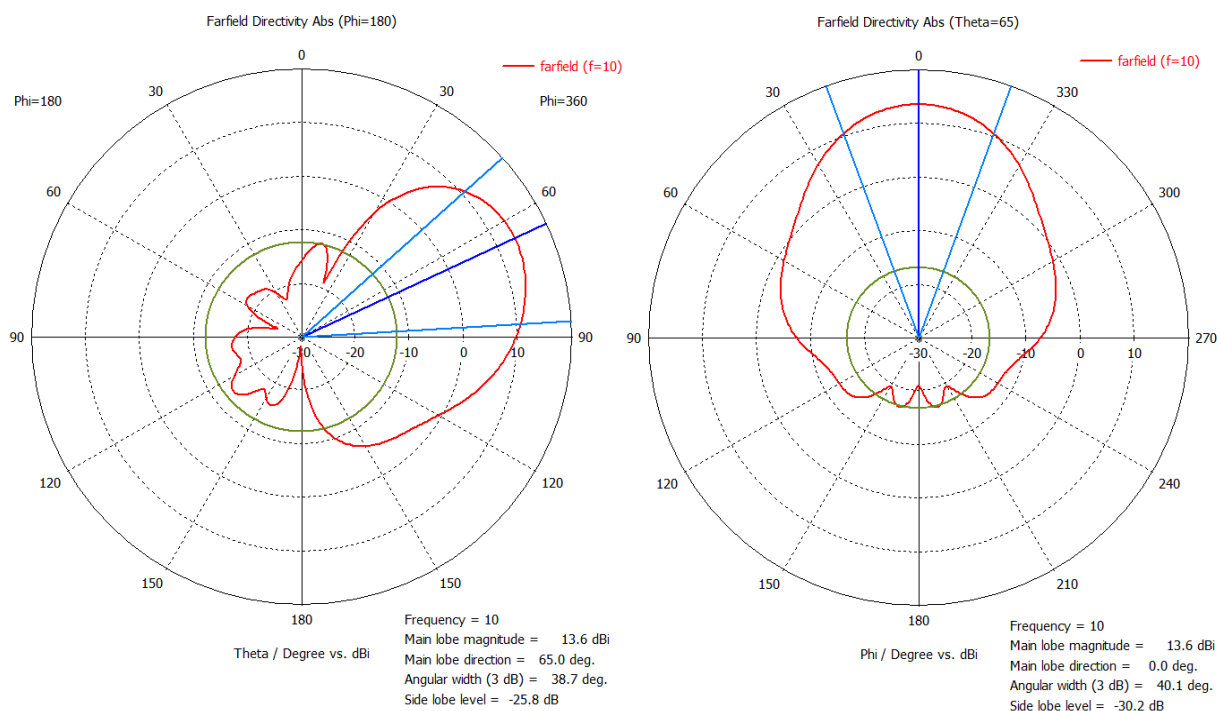 Farfield Directivity Abs (Phi=180)
farfield (f=10)
Phi=180
Phi=360
0
30
30
60
60
90
90
-30
-20
-10
0
10
120
120
150
150
180
Theta / Degree vs. dBi
Frequency = 10
Main lobe magnitude = 13.6 dBi
Main lobe direction = 65.0 deg.
Angular width (3 dB) = 38.7 deg.
Side lobe level = -25.8 dB
Farfield Directivity Abs (Theta=65)
farfield (f=10)
0
30
330
60
300
90
270
-30
-20
-10
0
10
120
240
150
210
180
Phi / Degree vs. dBi
Frequency = 10
Main lobe magnitude = 13.6 dBi
Main lobe direction = 0.0 deg.
Angular width (3 dB) = 40.1 deg.
Side lobe level = -30.2 dB